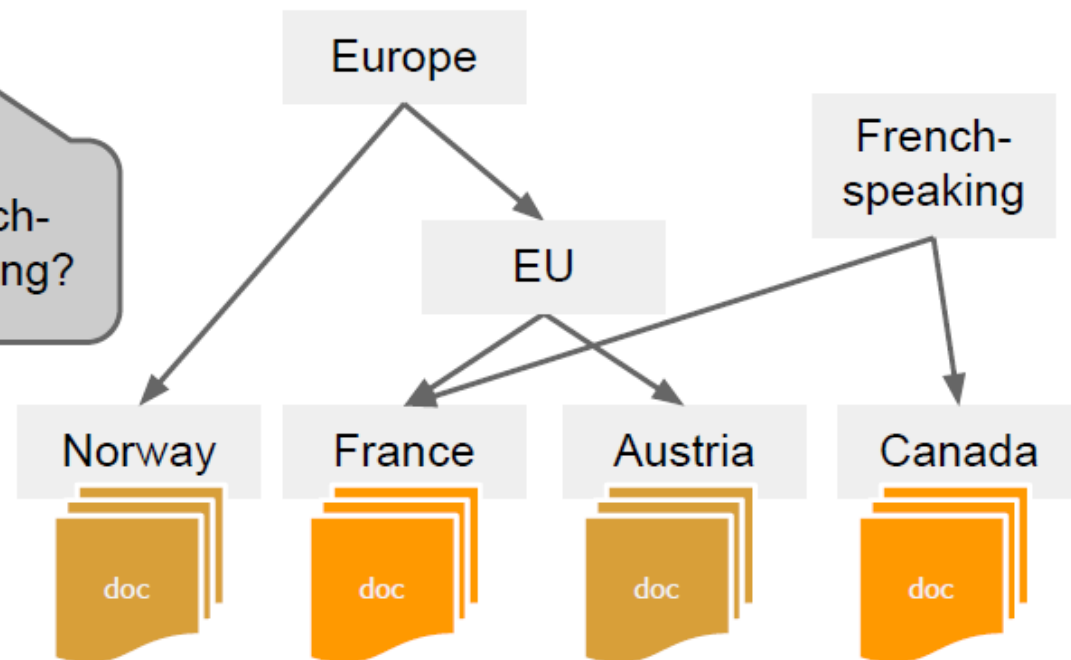 Europe
French-
speaking
ch-
ng?
EU
Norway
France
Austria
Canada
doc
doc
doc
doc